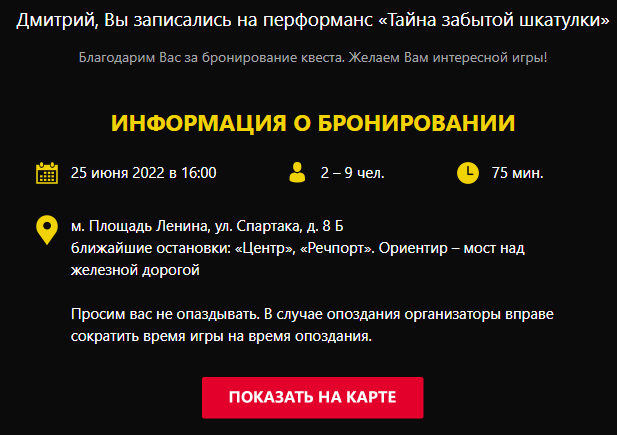 Дмитрий, Вы записались на перформанс «Тайна забытой шкатулки»
Благодарим Вас за бронирование квеста. Желаем Вам интересной игры!
ИНФОРМАЦИЯ О БРОНИРОВАНИИ
25 июня 2022 в 16:00
2 – 9 чел.
75 мин.
м. Площадь Ленина, ул. Спартака, д. 8 Б
ближайшие остановки: «Центр», «Речпорт». Ориентир – мост над
железной дорогой
Просим вас не опаздывать. В случае опоздания организаторы вправе
сократить время игры на время опоздания.
ПОКАЗАТЬ НА КАРТЕ